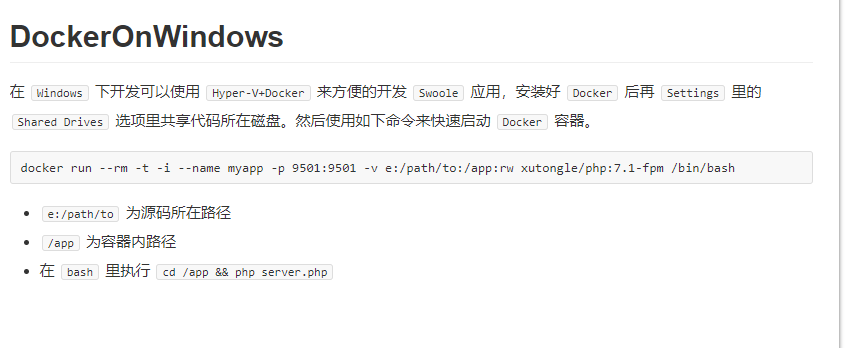 DockerOnWindows
在 Windows 下开发可以使用 Hyper-V+Docker 来方便的开发 Swoole 应用，安装好 Docker 后再 Settings 里的
Shared Drives 选项里共享代码所在磁盘。然后使用如下命令来快速启动 Docker 容器。
docker run --rm -t -i --name myapp -p 9501:9501 -v e:/path/to:/app:rw xutongle/php:7.1-fpm /bin/bash
• e:/path/to 为源码所在路径
• /app 为容器内路径
• 在 bash 里执行 cd /app && php server.php